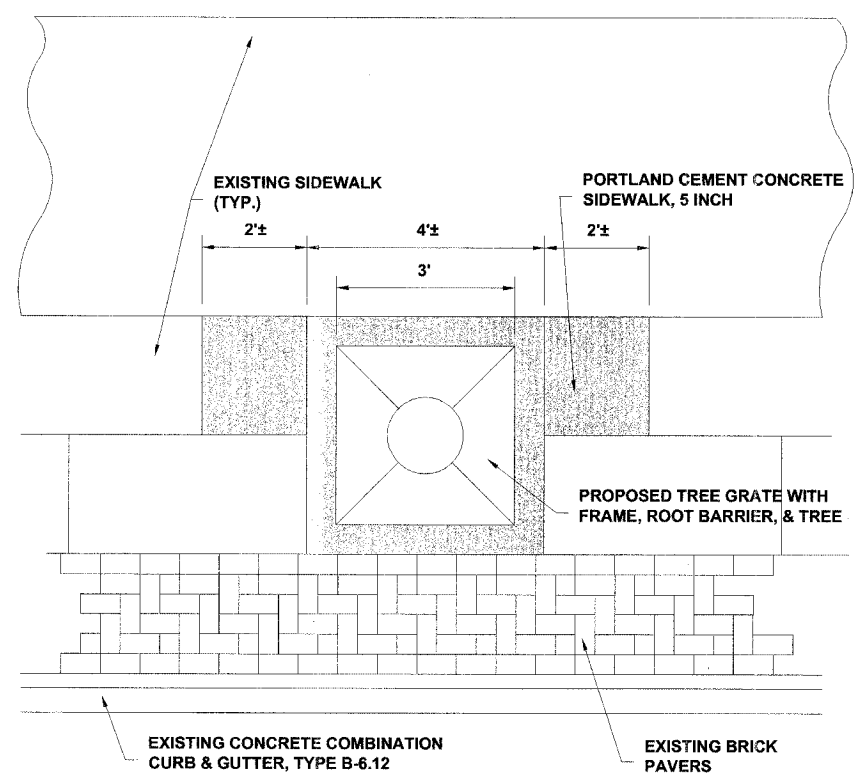 EXISTING SIDEWALK
(TYP.)
PORTLAND CEMENT CONCRETE
SIDEWALK, 5 INCH
2'± 4'± 2'±
3'
PROPOSED TREE GRATE WITH
FRAME, ROOT BARRIER, & TREE
EXISTING CONCRETE COMBINATION
CURB & GUTTER, TYPE B-6.12
EXISTING BRICK
PAVERS